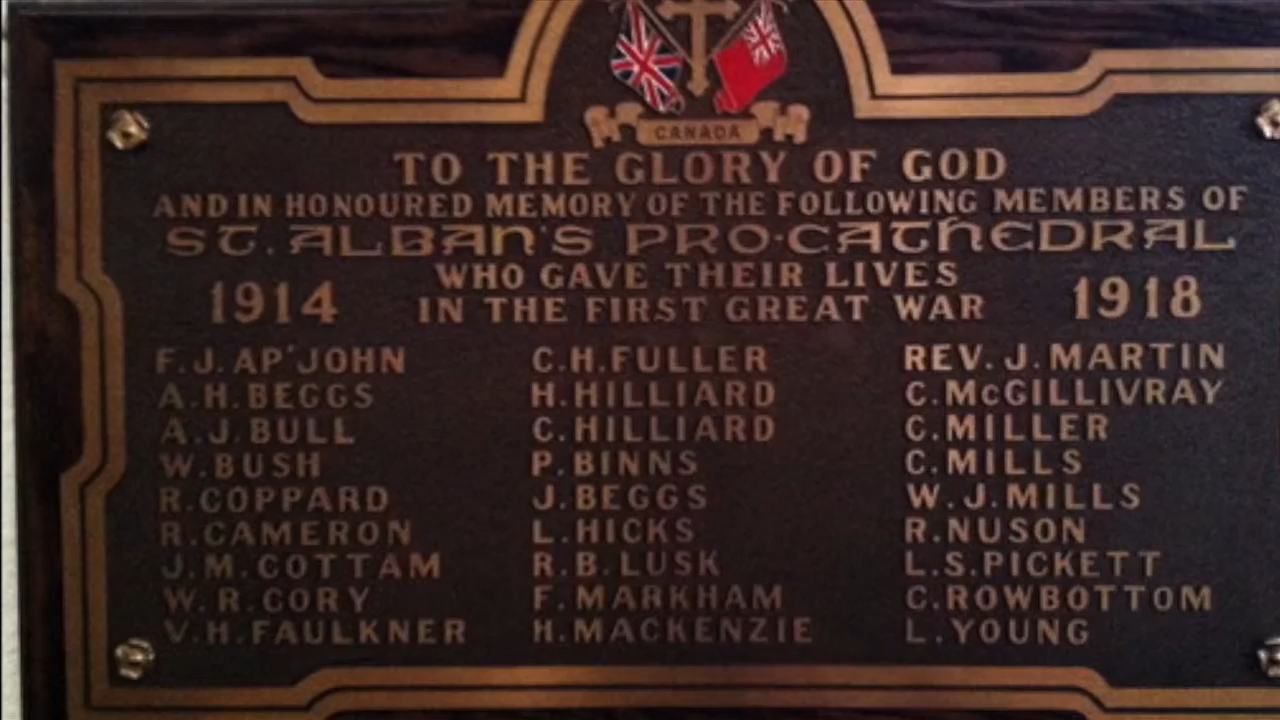 CANADA
TO THE GLORY OF GOD
AND IN HONOURED MEMORY OF THE FOLLOWING MEMBERS OF
ST. ALBAN'S PRO-CATHEDRAL
WHO GAVE THEIR LIVES
1914 IN THE FIRST GREAT WAR 1918
F. J. AP'JOHN C. H. FULLER REV. J. MARTIN
A. H. BEGGS H. HILLIARD C. McGILLIVRAY
A. J. BULL C. HILLIARD C. MILLER
W. BUSH P. BINNS C. MILLS
R. COPPARD J. BEGGS W. J. MILLS
R. CAMERON L. HICKS R. NUSON
J. M. COTTAM R. B. LUSK L. S. PICKETT
W. R. CORY F. MARKHAM C. ROWBOTTOM
V. H. FAULKNER H. MACKENZIE L. YOUNG